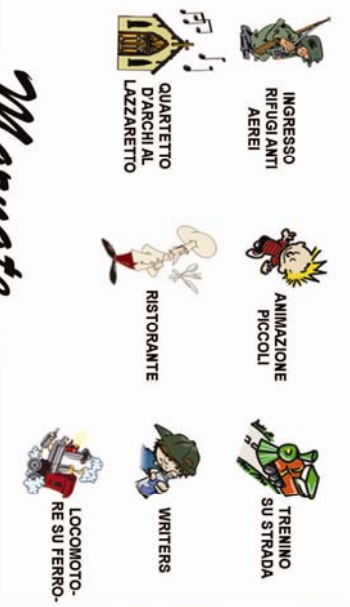 INGRESSO
RIFUGI ANTI
AEREI
ANIMAZIONE
PICCOLI
TRENINO
SU STRADA
QUARTETTO
D'ARCHI AL
LAZZARETTO
RISTORANTE
WRITERS
LOCOMOTO-
RE SU FERRO-